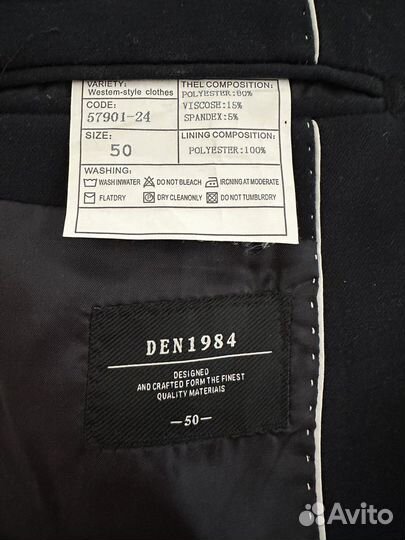 VARIETY: THEL COMPOSITION:
Westem-style clothes POLYESTER:80%
CODE: VISCOSE:15%
57901-24 SPANDEX:5%
SIZE: LINING COMPOSITION:
50 POLYESTER:100%
WASHING:
WASH INWATER DO NOT BLEACH IRGNING AT MODERATE
FLATDRY DRY CLEANONLY DO NOT TUMBLRDRY
DEN1984
DESIGNED
AND CRAFTED FORM THE FINEST
QUALITY MATERIAIS
—50—
Avito